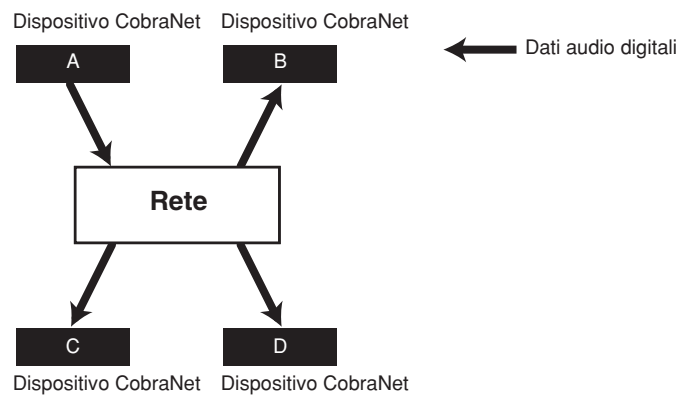 Dispositivo CobraNet
Dispositivo CobraNet
A
B
Dati audio digitali
Rete
C
D
Dispositivo CobraNet
Dispositivo CobraNet